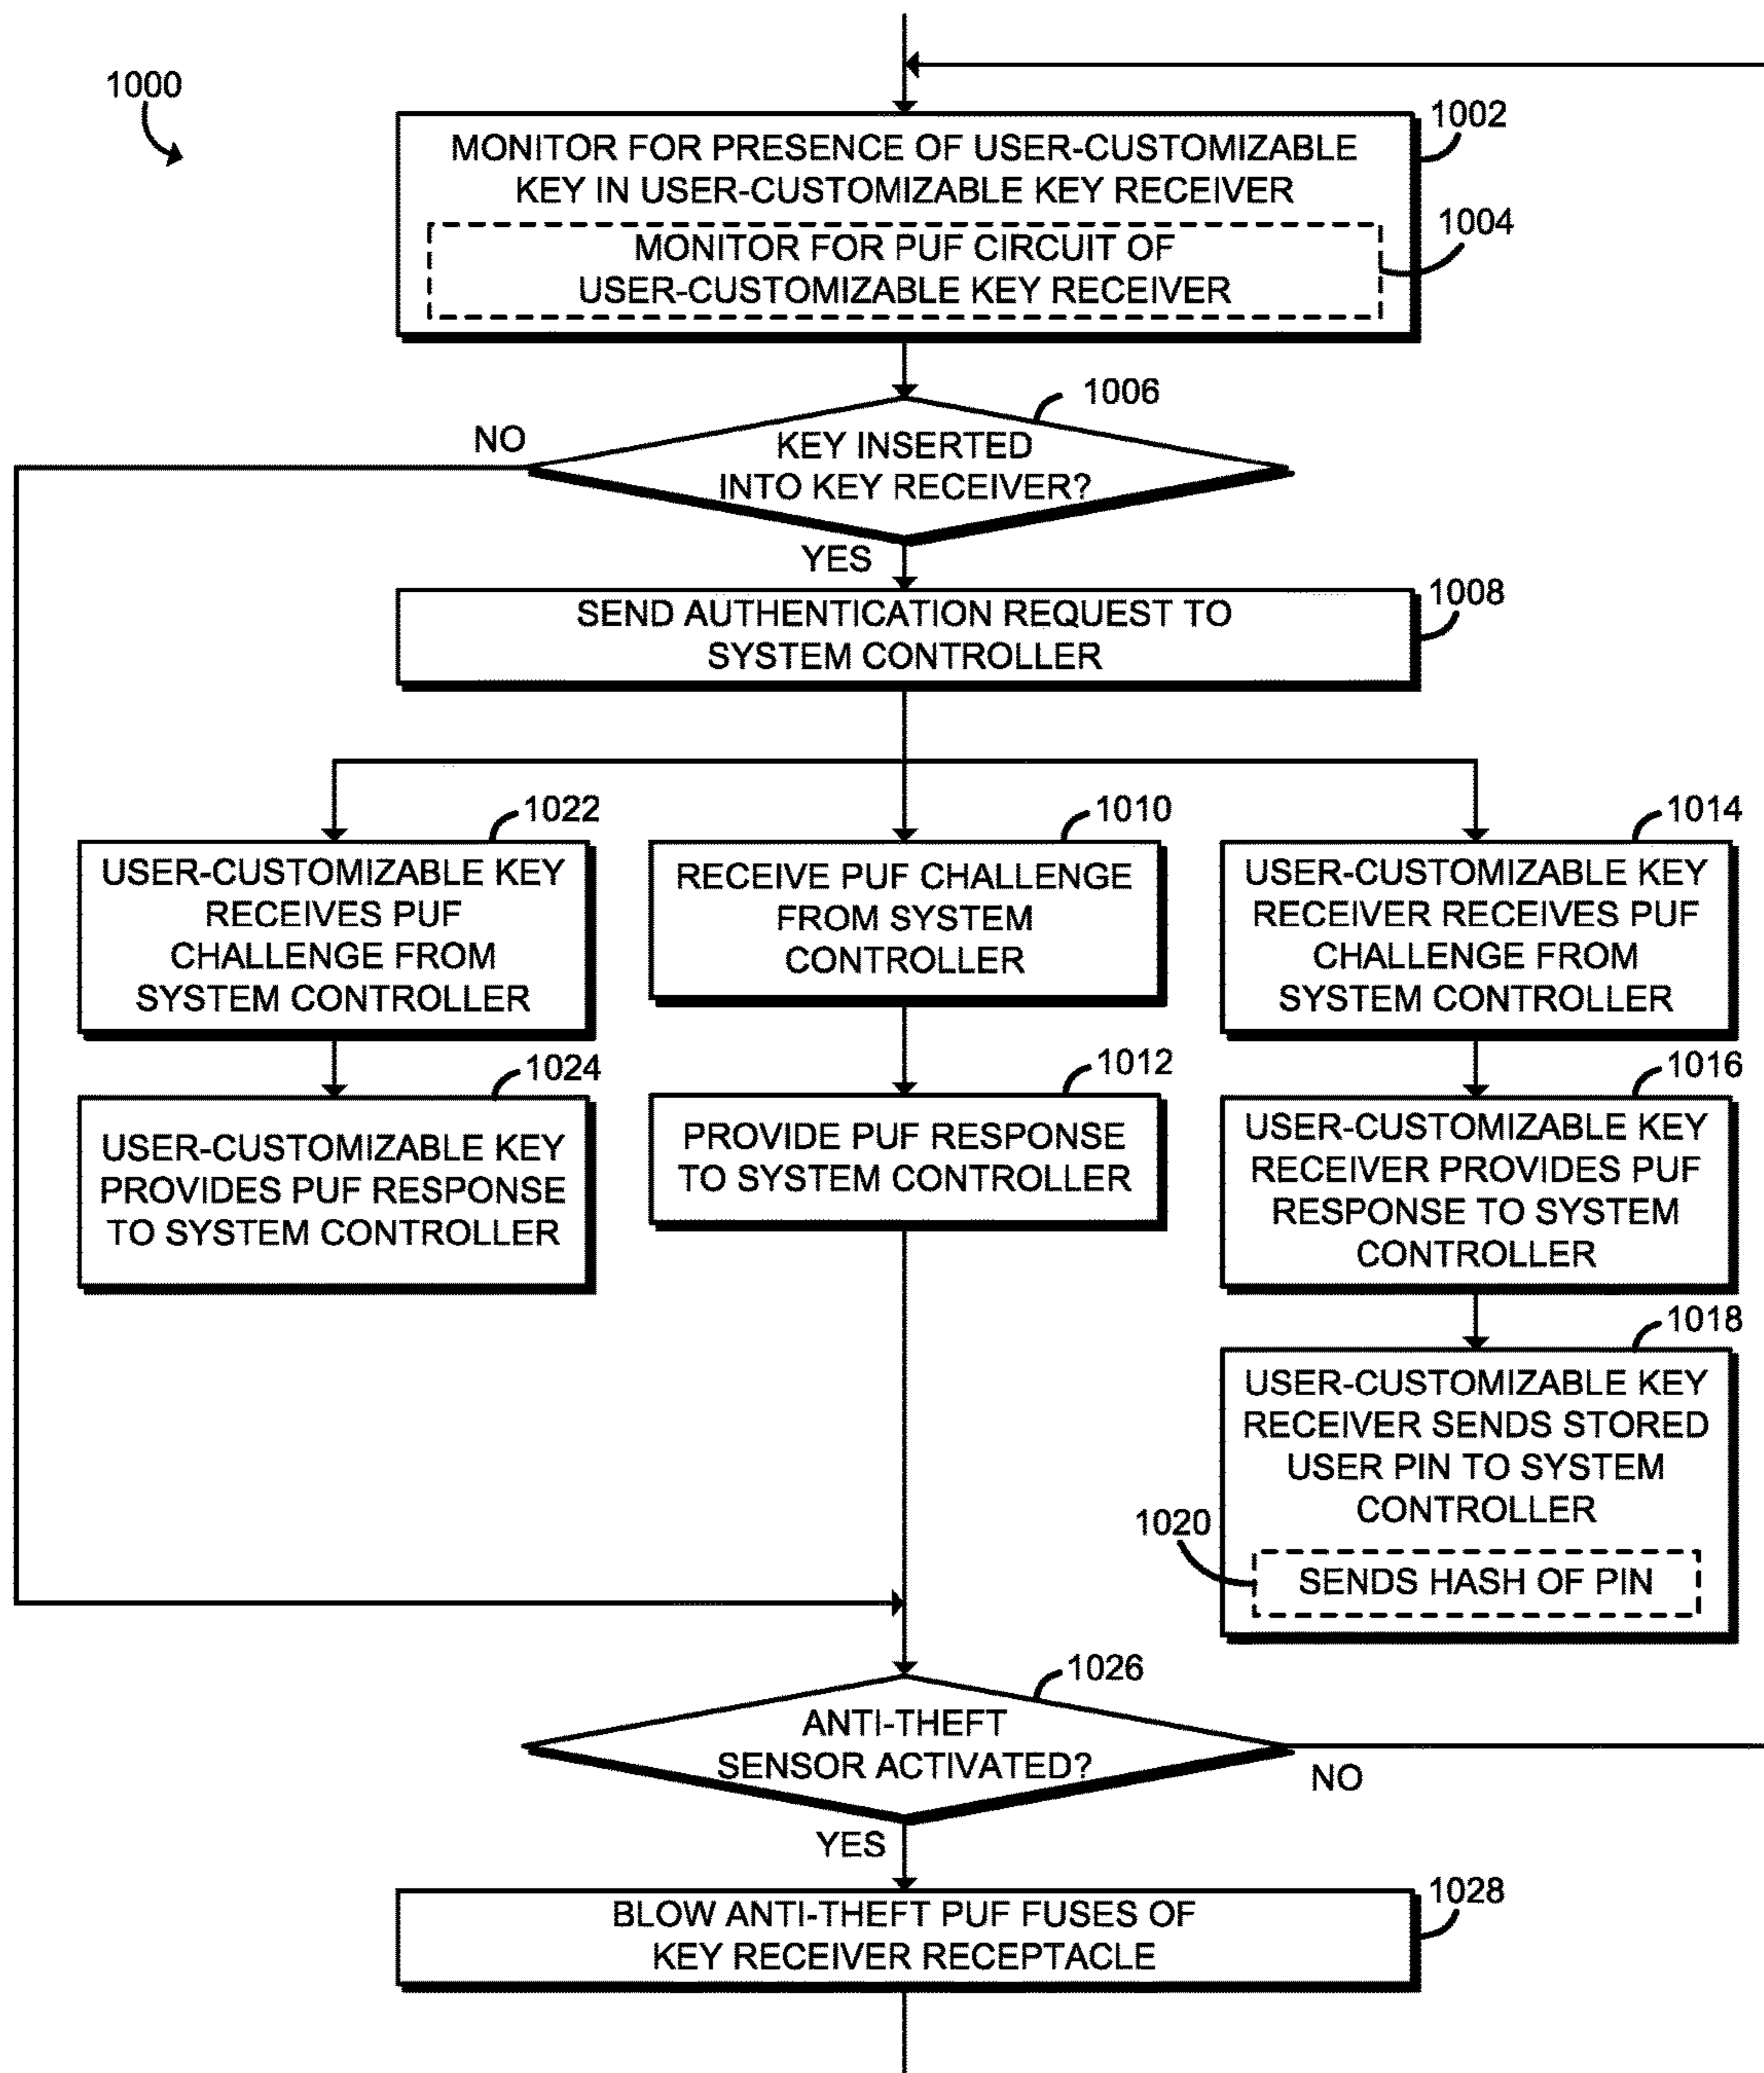 1000
1002
MONITOR FOR PRESENCE OF USER-CUSTOMIZABLE
KEY IN USER-CUSTOMIZABLE KEY RECEIVER
1004
MONITOR FOR PUF CIRCUIT OF
USER-CUSTOMIZABLE KEY RECEIVER
1006
NO
KEY INSERTED
INTO KEY RECEIVER?
YES
1008
SEND AUTHENTICATION REQUEST TO
SYSTEM CONTROLLER
1022
USER-CUSTOMIZABLE KEY
RECEIVES PUF
CHALLENGE FROM
SYSTEM CONTROLLER
1024
USER-CUSTOMIZABLE KEY
PROVIDES PUF RESPONSE
TO SYSTEM CONTROLLER
1010
RECEIVE PUF CHALLENGE
FROM SYSTEM
CONTROLLER
1012
PROVIDE PUF RESPONSE
TO SYSTEM CONTROLLER
1014
USER-CUSTOMIZABLE KEY
RECEIVER RECEIVES PUF
CHALLENGE FROM
SYSTEM CONTROLLER
1016
USER-CUSTOMIZABLE KEY
RECEIVER PROVIDES PUF
RESPONSE TO SYSTEM
CONTROLLER
1018
USER-CUSTOMIZABLE KEY
RECEIVER SENDS STORED
USER PIN TO SYSTEM
CONTROLLER
1020
SENDS HASH OF PIN
1026
ANTI-THEFT
SENSOR ACTIVATED?
NO
YES
1028
BLOW ANTI-THEFT PUF FUSES OF
KEY RECEIVER RECEPTACLE